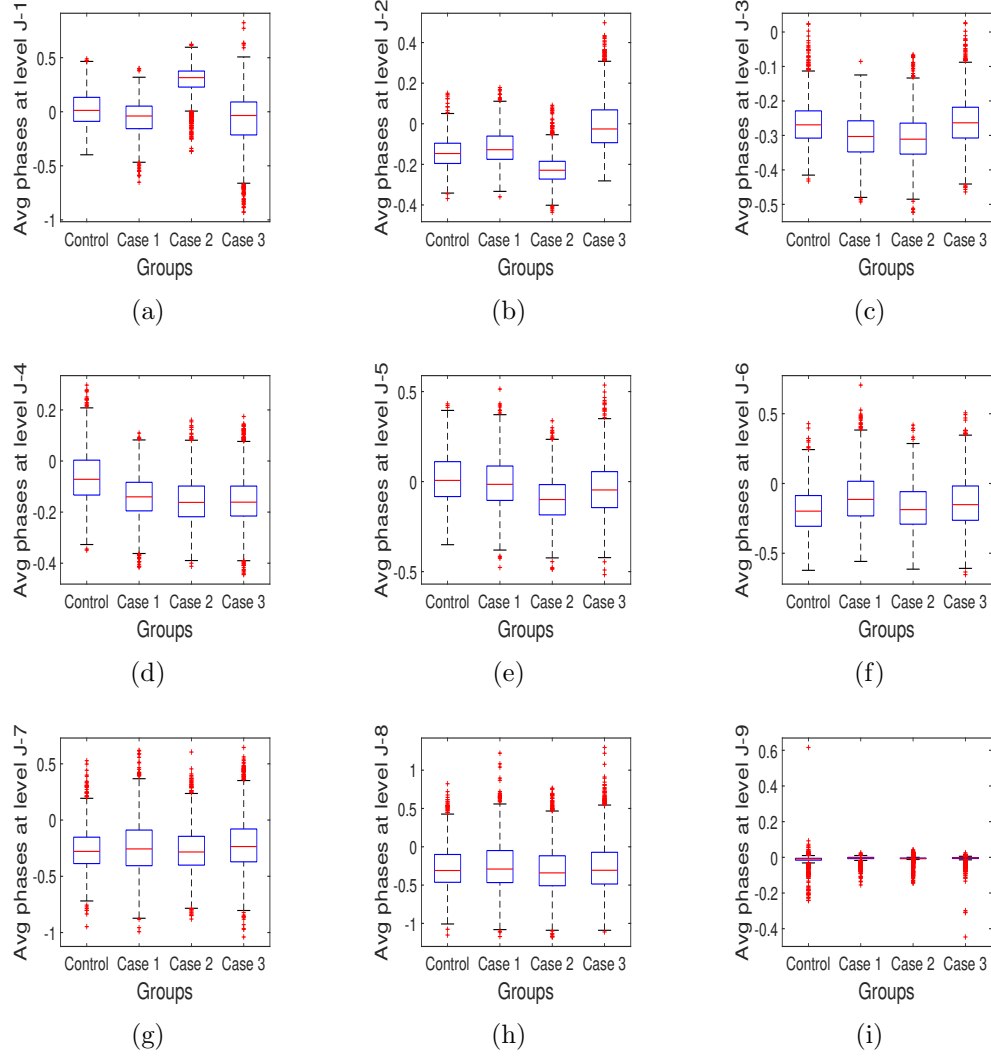 Avg phases at level J-1
0.5
0
-0.5
-1
Control Case 1 Case 2 Case 3
Groups
(a)
Avg phases at level J-2
0.4
0.2
0
-0.2
-0.4
Control Case 1 Case 2 Case 3
Groups
(b)
Avg phases at level J-3
0
-0.1
-0.2
-0.3
-0.4
-0.5
Control Case 1 Case 2 Case 3
Groups
(c)
Avg phases at level J-4
0.2
0
-0.2
-0.4
Control Case 1 Case 2 Case 3
Groups
(d)
Avg phases at level J-5
0.5
0
-0.5
Control Case 1 Case 2 Case 3
Groups
(e)
Avg phases at level J-6
0.5
0
-0.5
Control Case 1 Case 2 Case 3
Groups
(f)
Avg phases at level J-7
0.5
0
-0.5
-1
Control Case 1 Case 2 Case 3
Groups
(g)
Avg phases at level J-8
1
0.5
0
-0.5
-1
Control Case 1 Case 2 Case 3
Groups
(h)
Avg phases at level J-9
0.6
0.4
0.2
0
-0.2
-0.4
Control Case 1 Case 2 Case 3
Groups
(i)